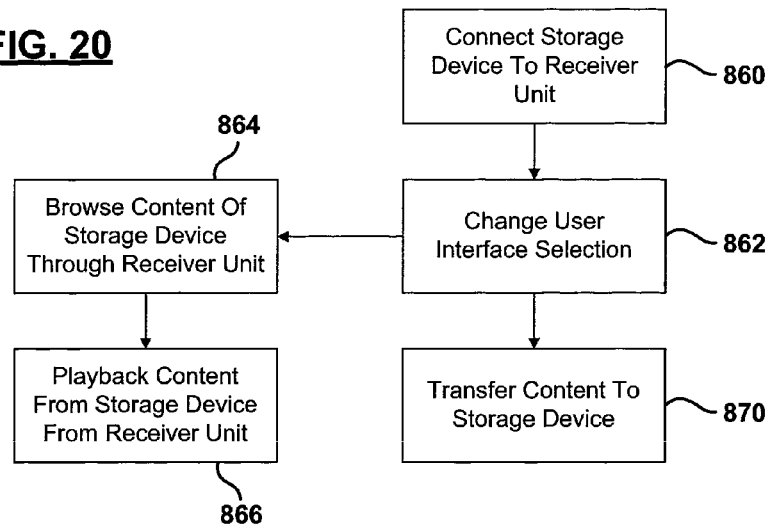 FIG. 20
Connect Storage
Device To Receiver
Unit
860
864
Browse Content Of
Storage Device
Through Receiver Unit
Change User
Interface Selection
862
Playback Content
From Storage Device
From Receiver Unit
866
Transfer Content To
Storage Device
870